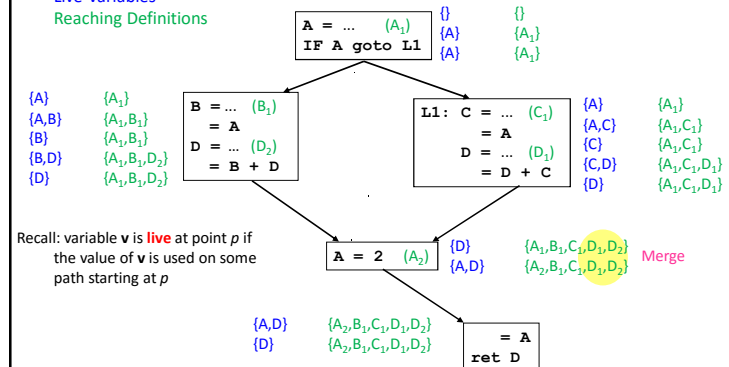 Reaching Definitions
A = ... (A₁)
IF A goto L1
{} {}
{A} {A₁}
{A} {A₁}
{A} {A₁}
{A,B} {A₁,B₁}
{B} {A₁,B₁}
{B,D} {A₁,B₁,D₂}
{D} {A₁,B₁,D₂}
B = ... (B₁)
= A
D = ... (D₂)
= B + D
L1: C = ... (C₁)
= A
D = ... (D₁)
= D + C
{A} {A₁}
{A,C} {A₁,C₁}
{C} {A₁,C₁}
{C,D} {A₁,C₁,D₁}
{D} {A₁,C₁,D₁}
Recall: variable v is live at point p if
the value of v is used on some
path starting at p
A = 2 (A₂)
{D} {A₁,B₁,C₁,D₁,D₂}
{A,D} {A₂,B₁,C₁,D₁,D₂}
Merge
{A,D} {A₂,B₁,C₁,D₁,D₂}
{D} {A₂,B₁,C₁,D₁,D₂}
= A
ret D